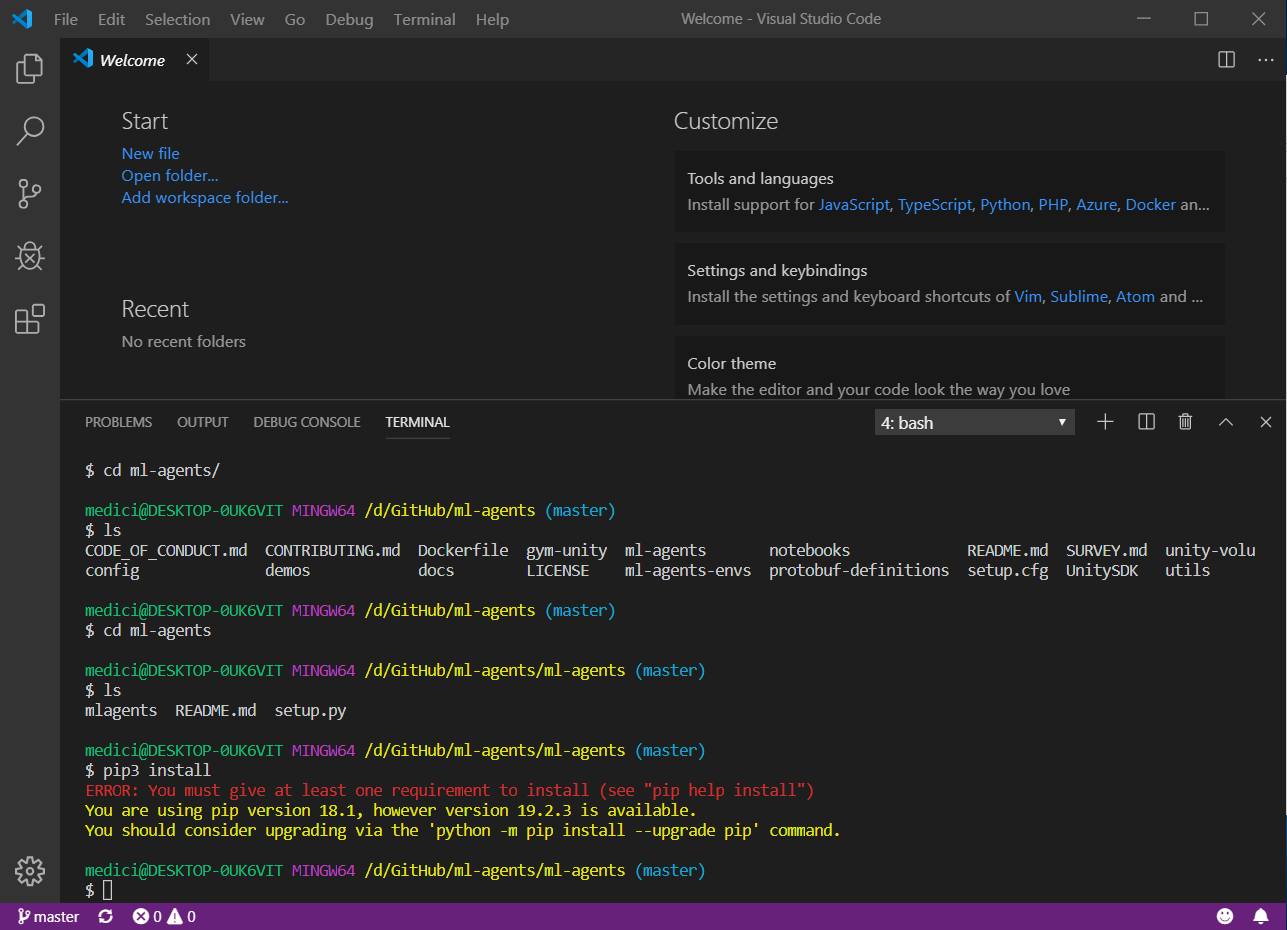 File Edit Selection View Go Debug Terminal Help Welcome - Visual Studio Code
Welcome
Start
New file
Open folder...
Add workspace folder...
Recent
No recent folders
Customize
Tools and languages
Install support for JavaScript, TypeScript, Python, PHP, Azure, Docker an...
Settings and keybindings
Install the settings and keyboard shortcuts of Vim, Sublime, Atom and ...
Color theme
Make the editor and your code look the way you love
PROBLEMS OUTPUT DEBUG CONSOLE TERMINAL 4: bash
$ cd ml-agents/
medici@DESKTOP-0UK6VIT MINGW64 /d/GitHub/ml-agents (master)
$ ls
CODE_OF_CONDUCT.md CONTRIBUTING.md Dockerfile gym-unity ml-agents notebooks README.md SURVEY.md unity-volu
config demos docs LICENSE ml-agents-envs protobuf-definitions setup.cfg UnitySDK utils
medici@DESKTOP-0UK6VIT MINGW64 /d/GitHub/ml-agents (master)
$ cd ml-agents
medici@DESKTOP-0UK6VIT MINGW64 /d/GitHub/ml-agents/ml-agents (master)
$ ls
mlagents README.md setup.py
medici@DESKTOP-0UK6VIT MINGW64 /d/GitHub/ml-agents/ml-agents (master)
$ pip3 install
ERROR: You must give at least one requirement to install (see "pip help install")
You are using pip version 18.1, however version 19.2.3 is available.
You should consider upgrading via the 'python -m pip install --upgrade pip' command.
medici@DESKTOP-0UK6VIT MINGW64 /d/GitHub/ml-agents/ml-agents (master)
$
master 0 0